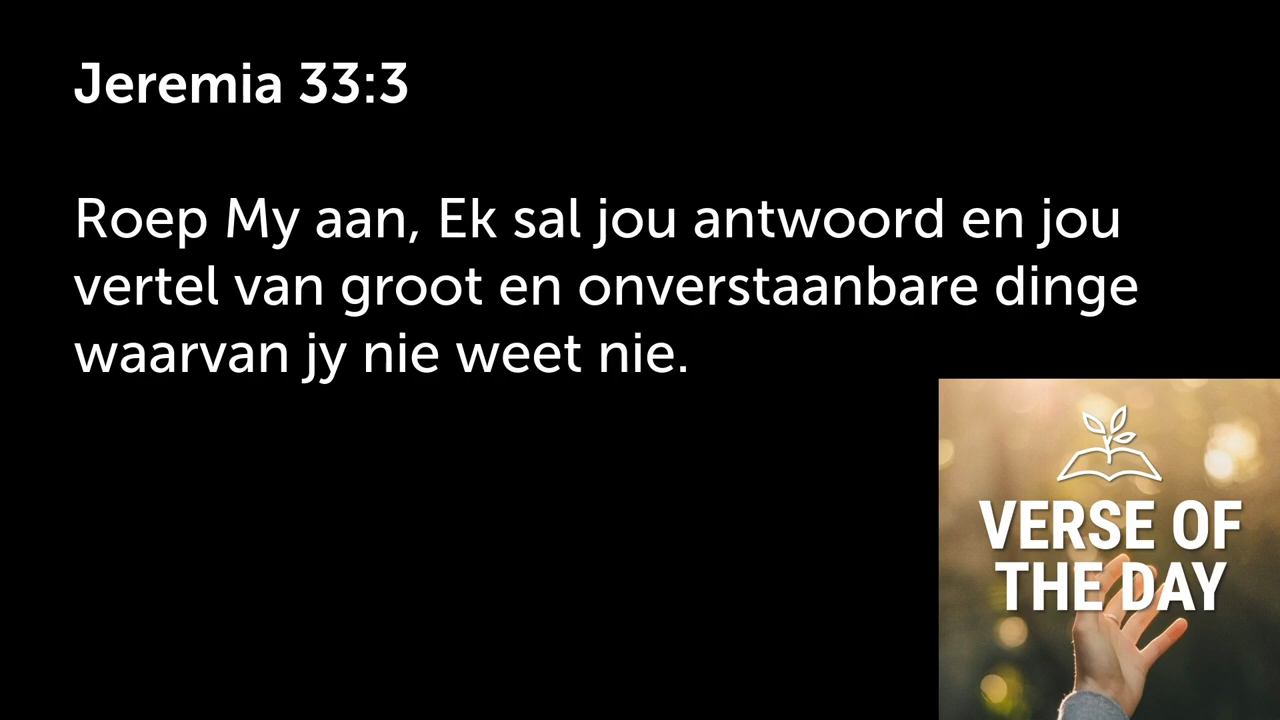 Jeremia 33:3
Roep My aan, Ek sal jou antwoord en jou
vertel van groot en onverstaanbare dinge
waarvan jy nie weet nie.
VERSE OF
THE DAY